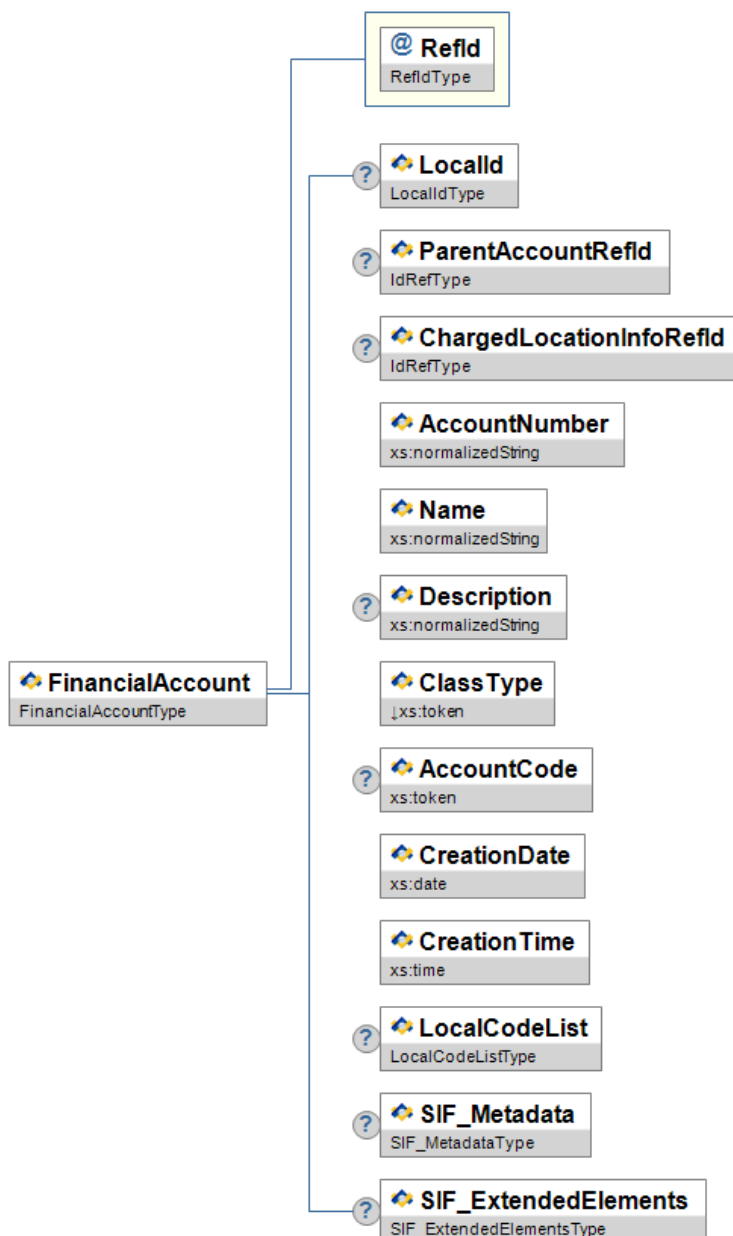 @ RefId
RefIdType
? LocalId
LocalIdType
? ParentAccountRefId
IdRefType
? ChargedLocationInfoRefId
IdRefType
AccountNumber
xs:normalizedString
Name
xs:normalizedString
? Description
xs:normalizedString
FinancialAccount
FinancialAccountType
ClassType
↓xs:token
? AccountCode
xs:token
CreationDate
xs:date
CreationTime
xs:time
? LocalCodeList
LocalCodeListType
? SIF_Metadata
SIF_MetadataType
? SIF_ExtendedElements
SIF_ExtendedElementsType